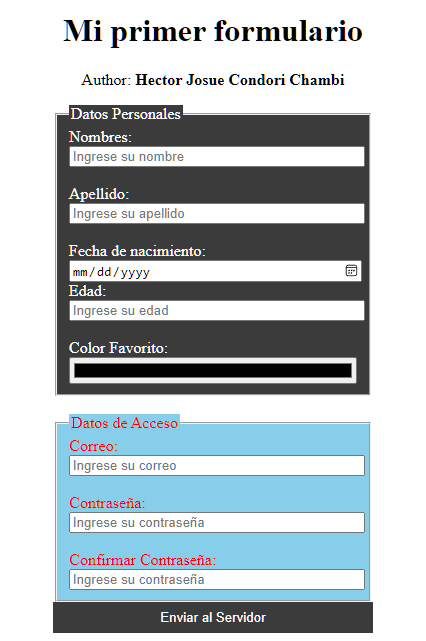 Mi primer formulario
Author: Hector Josue Condori Chambi
Datos Personales
Nombres:
Ingrese su nombre
Apellido:
Ingrese su apellido
Fecha de nacimiento:
mm/dd/yyyy
Edad:
Ingrese su edad
Color Favorito:
Datos de Acceso
Correo:
Ingrese su correo
Contraseña:
Ingrese su contraseña
Confirmar Contraseña:
Ingrese su contraseña
Enviar al Servidor